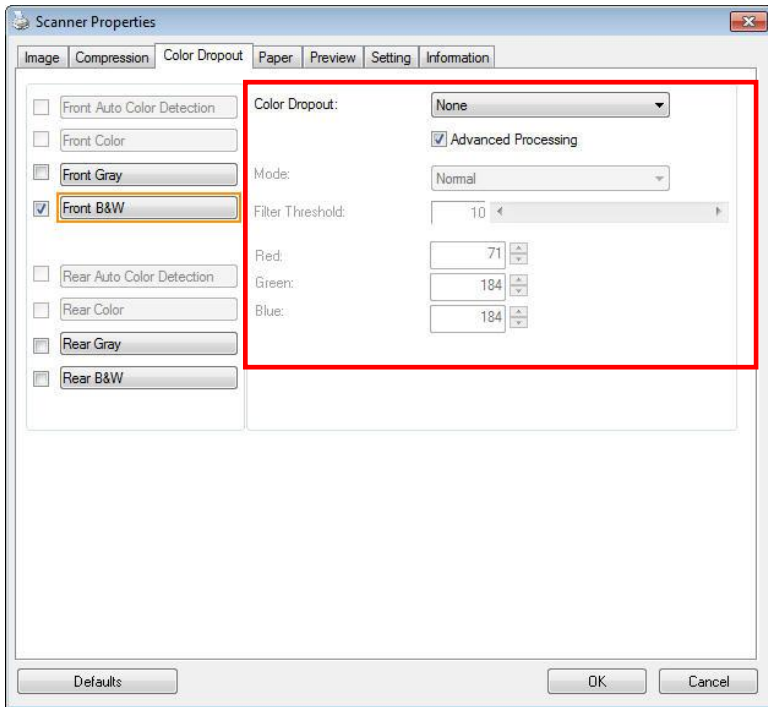 Scanner Properties
Image Compression Color Dropout Paper Preview Setting Information
Front Auto Color Detection
Front Color
Front Gray
Front B&W
Rear Auto Color Detection
Rear Color
Rear Gray
Rear B&W
Color Dropout: None
Advanced Processing
Mode: Normal
Filter Threshold: 10
Red: 71
Green: 184
Blue: 184
Defaults OK Cancel